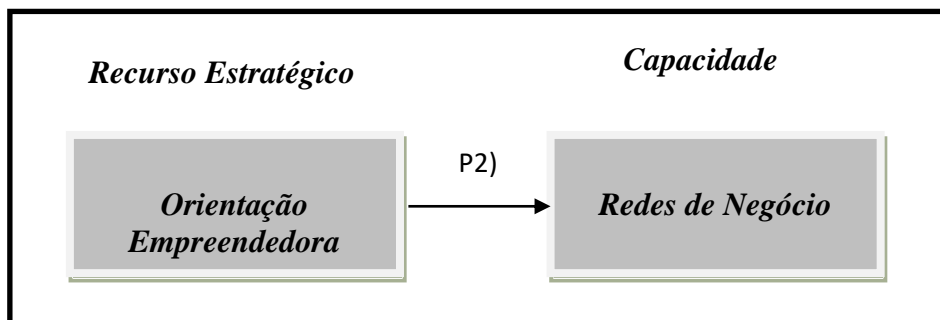 Recurso Estratégico
Capacidade
P2)
Orientação
Empreendedora
Redes de Negócio